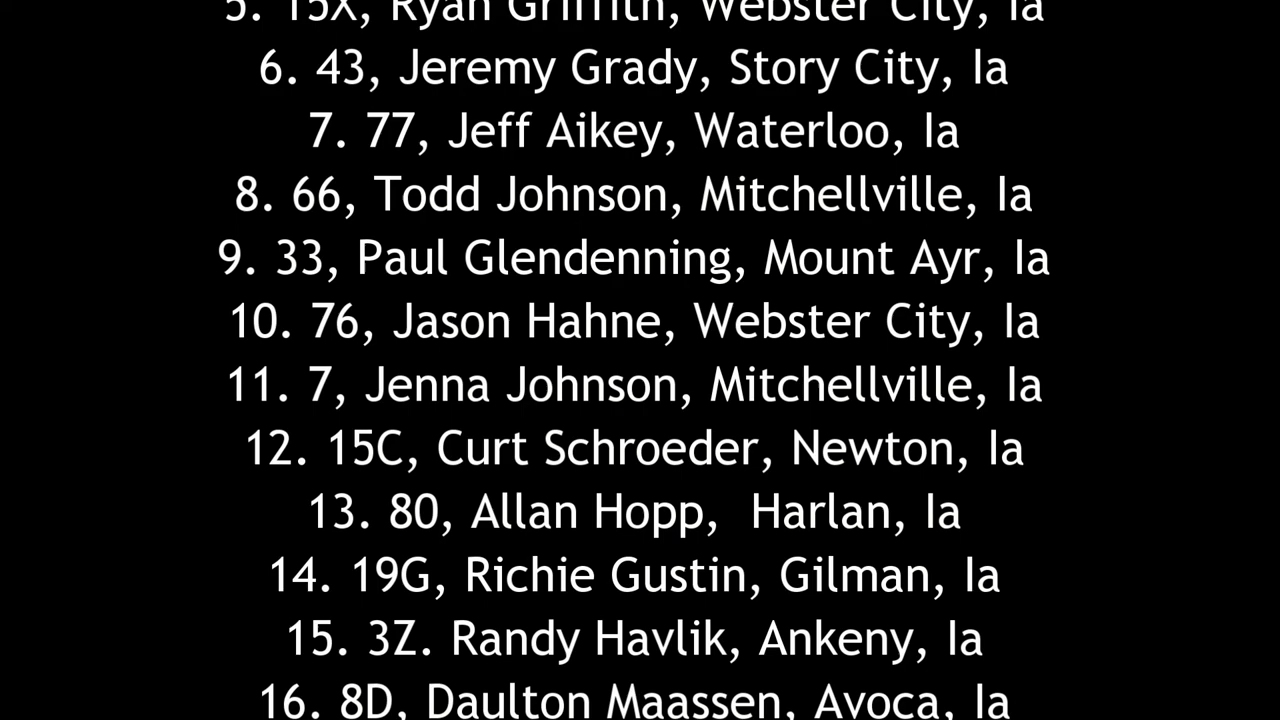 5. 15X, Ryan Griffith, Webster City, Ia
6. 43, Jeremy Grady, Story City, Ia
7. 77, Jeff Aikey, Waterloo, Ia
8. 66, Todd Johnson, Mitchellville, Ia
9. 33, Paul Glendenning, Mount Ayr, Ia
10. 76, Jason Hahne, Webster City, Ia
11. 7, Jenna Johnson, Mitchellville, Ia
12. 15C, Curt Schroeder, Newton, Ia
13. 80, Allan Hopp,  Harlan, Ia
14. 19G, Richie Gustin, Gilman, Ia
15. 3Z. Randy Havlik, Ankeny, Ia
16. 8D, Daulton Maassen, Avoca, Ia